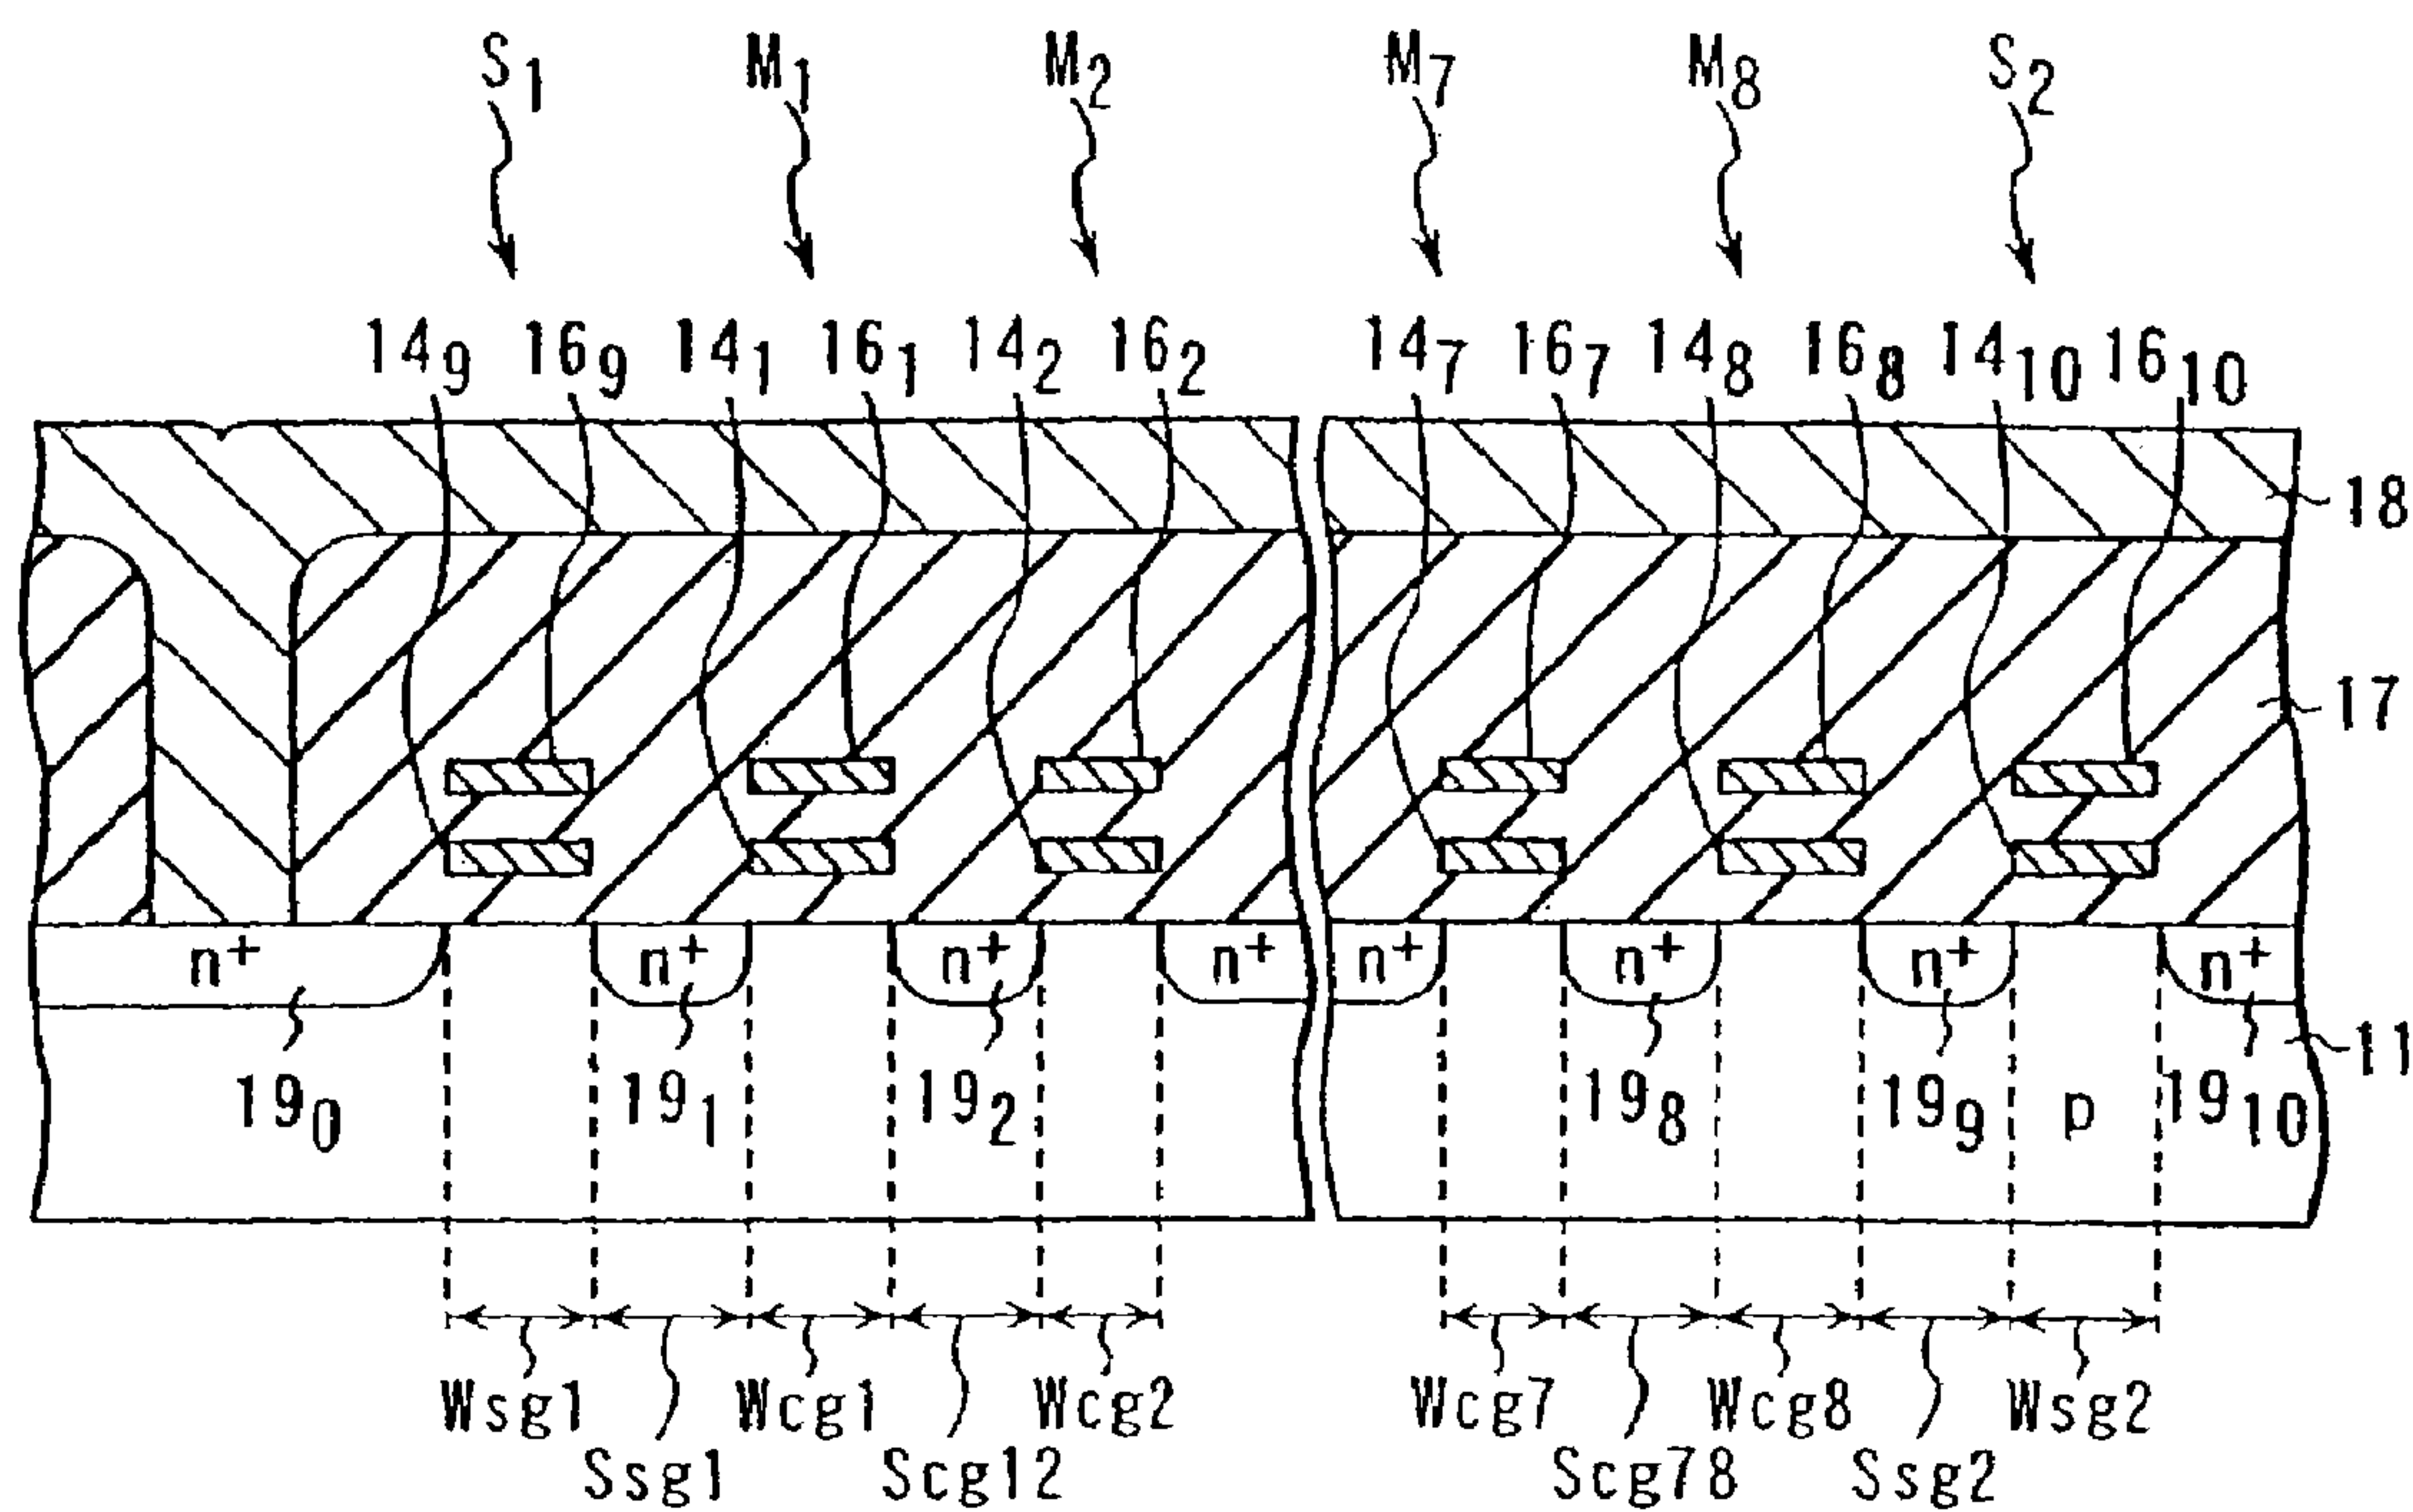 S₁ M₁ M₂ M₇ M₈ S₂
14₉ 16₉ 14₁ 16₁ 14₂ 16₂ 14₇ 16₇ 14₈ 16₈ 14₁₀ 16₁₀
18
17
n⁺ n⁺ n⁺ n⁺ n⁺ n⁺ n⁺ n⁺
11
19₀ 19₁ 19₂ 19₈ 19₉ p 19₁₀
Wsg1 Wcg1 Wcg2 Wcg7 Wcg8 Wsg2
Ssg1 Scg12 Scg78 Ssg2